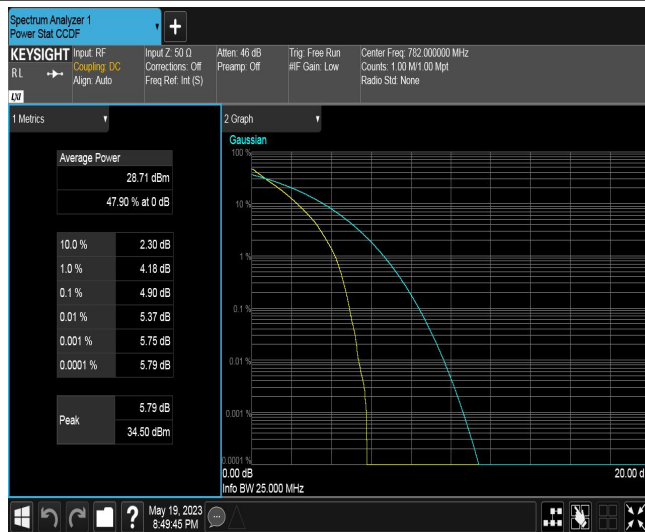 Spectrum Analyzer 1
Power Stat CCDF
+
KEYSIGHT
RL
LXI
Input: RF
Coupling: DC
Align: Auto
Input Z: 50 Ω
Corrections: Off
Freq Ref: Int (S)
Atten: 46 dB
Preamp: Off
Trig: Free Run
#IF Gain: Low
Center Freq: 782.000000 MHz
Counts: 1.00 M/1.00 Mpt
Radio Std: None
1 Metrics
Average Power
28.71 dBm
47.90 % at 0 dB
10.0 % 2.30 dB
1.0 % 4.18 dB
0.1 % 4.90 dB
0.01 % 5.37 dB
0.001 % 5.75 dB
0.0001 % 5.79 dB
Peak
5.79 dB
34.50 dBm
2 Graph
Gaussian
100 %
10 %
1 %
0.1 %
0.01 %
0.001 %
0.0001 %
0.00 dB
20.00 d
Info BW 25.000 MHz
?
May 19, 2023
8:49:45 PM